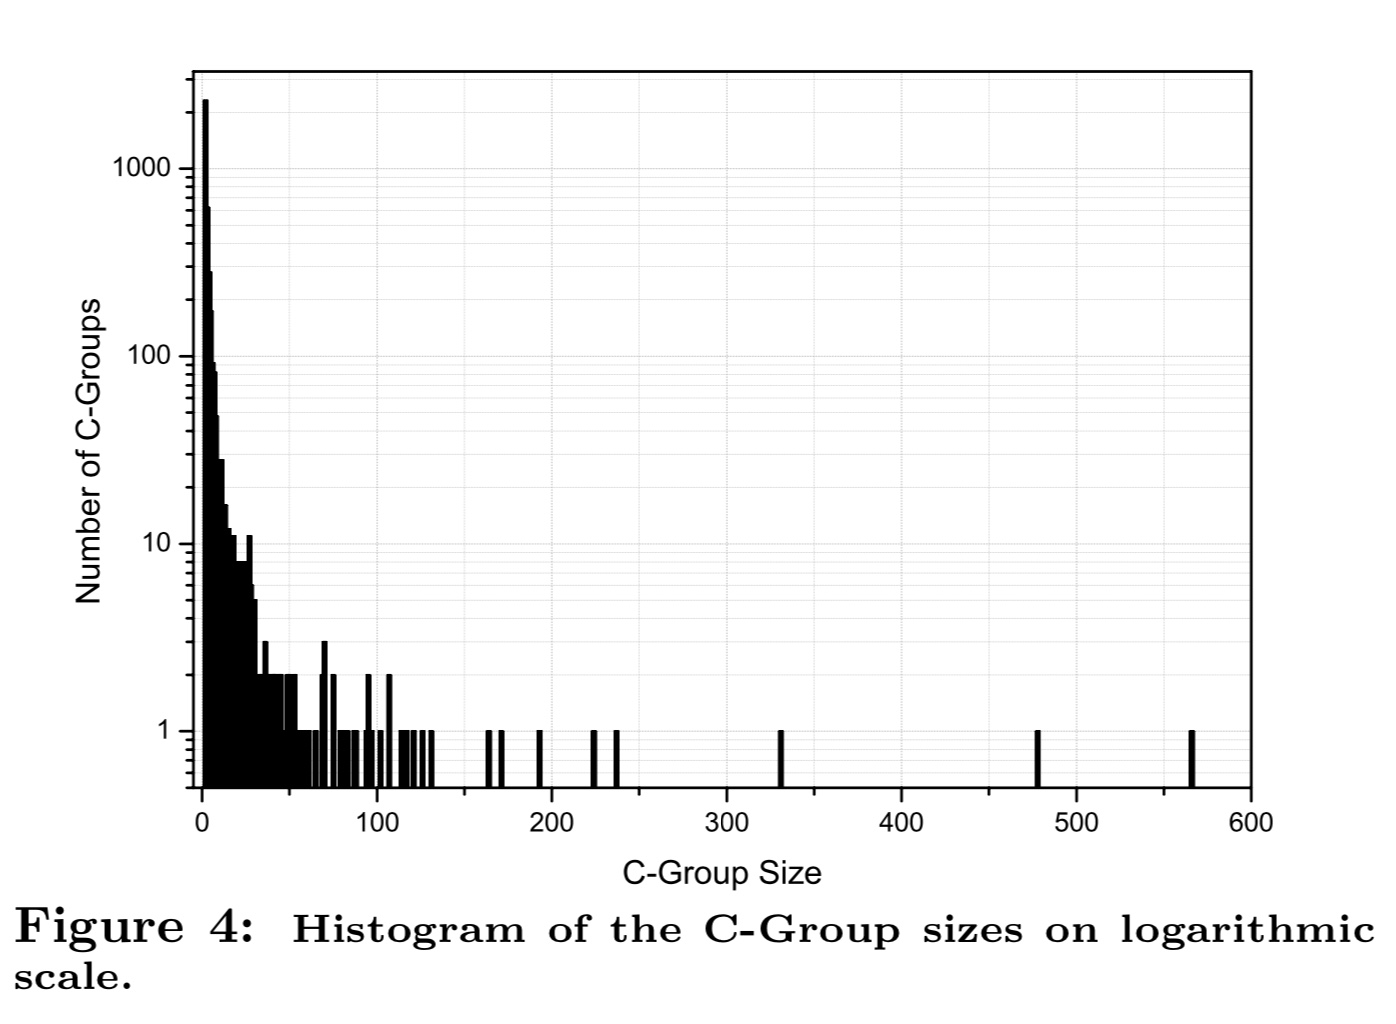 1000
100
10
1
Number of C-Groups
0 100 200 300 400 500 600
C-Group Size
Figure 4: Histogram of the C-Group sizes on logarithmic
scale.